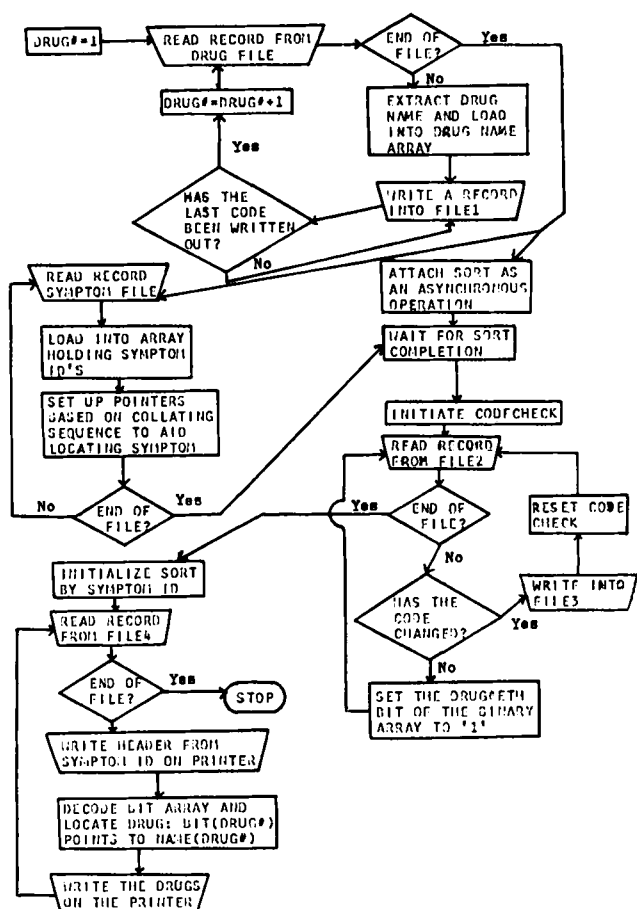 DRUG#=1
READ RECORD FROM
DRUG FILE
END OF
FILE?
Yes
No
DRUG#=DRUG#+1
EXTRACT DRUG
NAME AND LOAD
INTO DRUG NAME
ARRAY
Yes
HAS THE
LAST CODE
BEEN WRITTEN
OUT?
WRITE A RECORD
INTO FILE1
No
READ RECORD
SYMPTOM FILE
ATTACH SORT AS
AN ASYNCHRONOUS
OPERATION
LOAD INTO ARRAY
HOLDING SYMPTOM
ID'S
WAIT FOR SORT
COMPLETION
SET UP POINTERS
BASED ON COLLATING
SEQUENCE TO AID
LOCATING SYMPTOM
INITIATE CODECHECK
READ RECORD
FROM FILE2
No
END OF
FILE?
Yes
Yes
END OF
FILE?
RESET CODE
CHECK
No
INITIALIZE SORT
BY SYMPTOM ID
HAS THE
CODE
CHANGED?
Yes
WRITE INTO
FILE3
READ RECORD
FROM FILE4
No
END OF
FILE?
Yes
STOP
SET THE DRUG#ETH
BIT OF THE BINARY
ARRAY TO '1'
WRITE HEADER FROM
SYMPTOM ID ON PRINTER
DECODE BIT ARRAY AND
LOCATE DRUG: BIT(DRUG#)
POINTS TO NAME(DRUG#)
WRITE THE DRUGS
ON THE PRINTER